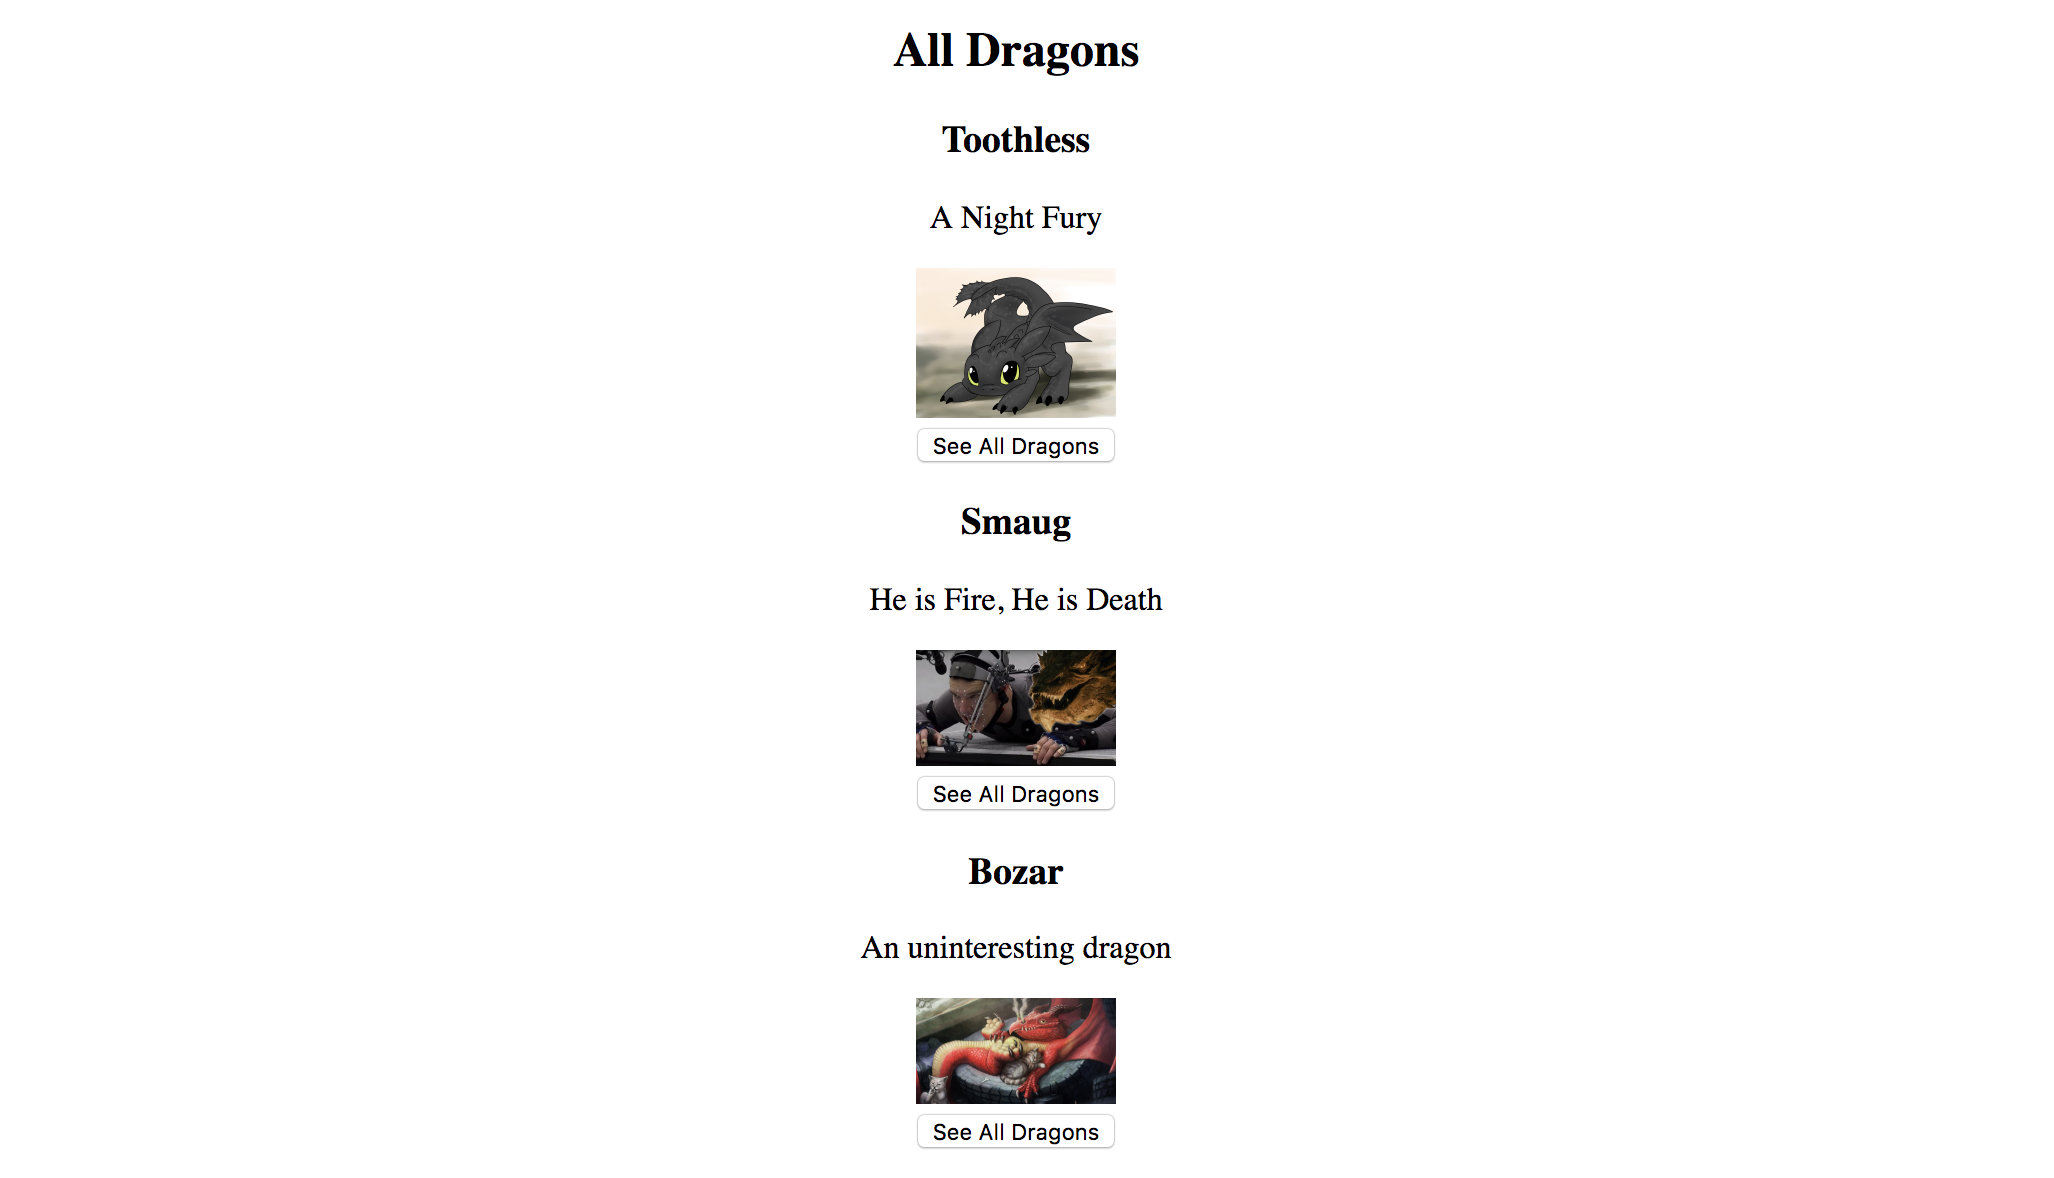 All Dragons
Toothless
A Night Fury
See All Dragons
Smaug
He is Fire, He is Death
See All Dragons
Bozar
An uninteresting dragon
See All Dragons